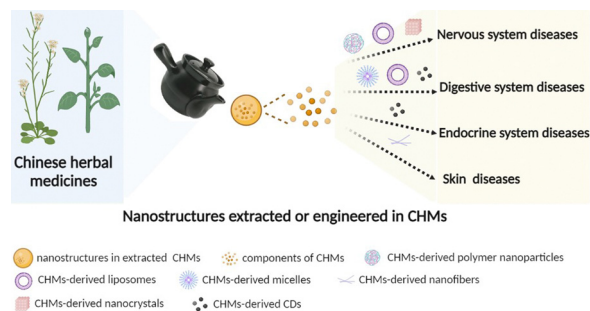 Nervous system diseases
Digestive system diseases
Endocrine system diseases
Skin diseases
Chinese herbal
medicines
Nanostructures extracted or engineered in CHMs
nanostructures in extracted CHMs
components of CHMs
CHMs-derived polymer nanoparticles
CHMs-derived liposomes
CHMs-derived micelles
CHMs-derived nanofibers
CHMs-derived nanocrystals
CHMs-derived CDs